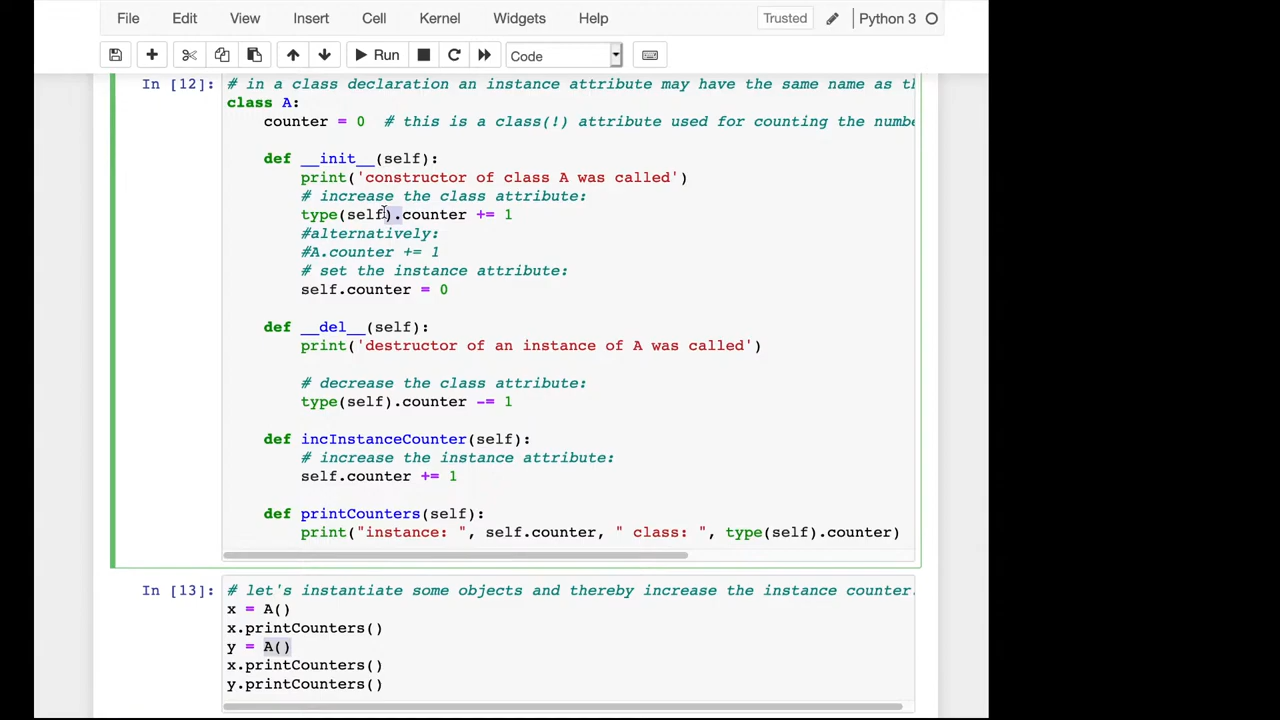 File Edit View Insert Cell Kernel Widgets Help Trusted Python 3
Run Code
In [12]: # in a class declaration an instance attribute may have the same name as
class A:
counter = 0 # this is a class(!) attribute used for counting the
def __init__(self):
print('constructor of class A was called')
# increase the class attribute:
type(self).counter += 1
#alternatively:
#A.counter += 1
# set the instance attribute:
self.counter = 0
def __del__(self):
print('destructor of an instance of A was called')
# decrease the class attribute:
type(self).counter -= 1
def incInstanceCounter(self):
# increase the instance attribute:
self.counter += 1
def printCounters(self):
print("instance: ", self.counter, " class: ", type(self).counter)
In [13]: # let's instantiate some objects and thereby increase the instance counter
x = A()
x.printCounters()
y = A()
x.printCounters()
y.printCounters()